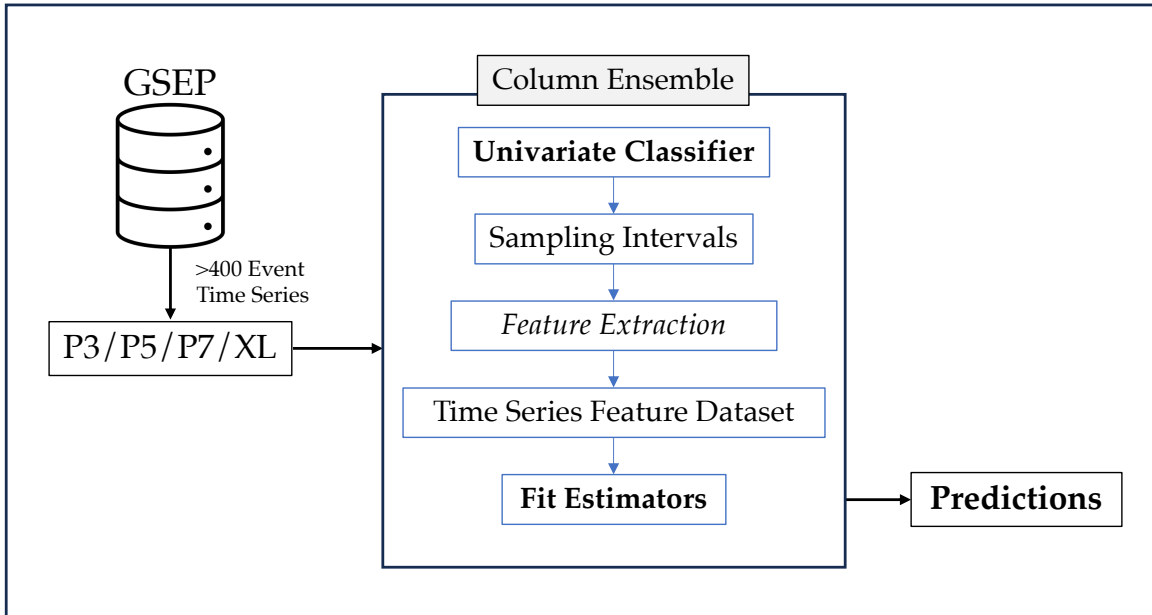 GSEP
>400 Event
Time Series
P3/P5/P7/XL
Column Ensemble
Univariate Classifier
Sampling Intervals
Feature Extraction
Time Series Feature Dataset
Fit Estimators
Predictions